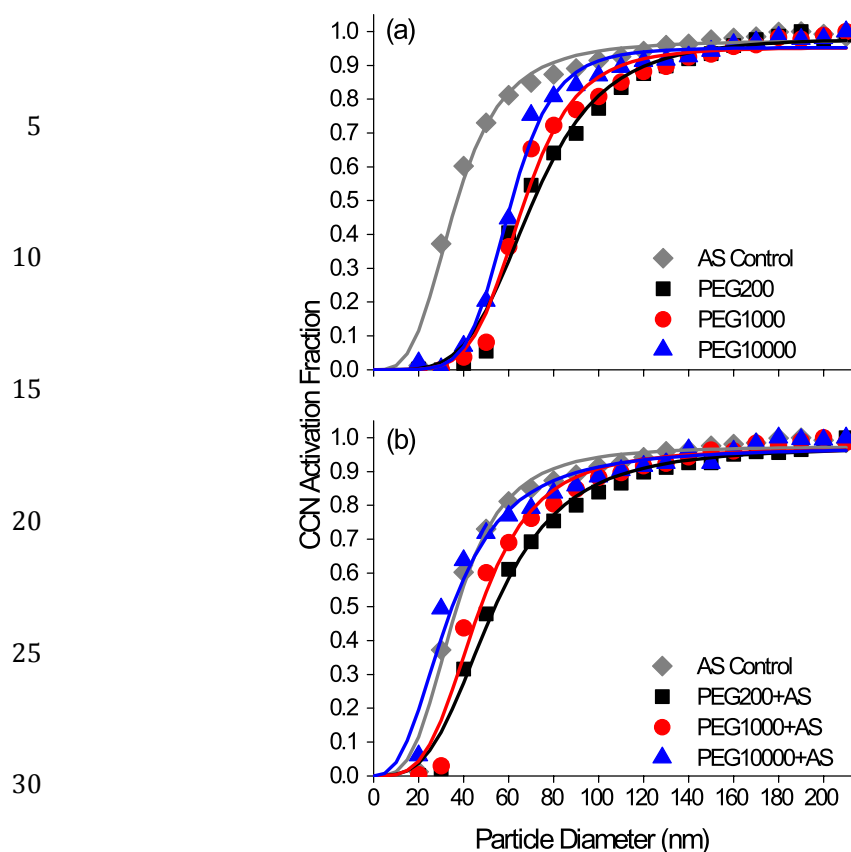 5
10
15
20
25
30
CCN Activation Fraction
(a)
1.0
0.9
0.8
0.7
0.6
0.5
0.4
0.3
0.2
0.1
0.0
AS Control
PEG200
PEG1000
PEG10000
(b)
1.0
0.9
0.8
0.7
0.6
0.5
0.4
0.3
0.2
0.1
0.0
AS Control
PEG200+AS
PEG1000+AS
PEG10000+AS
0 20 40 60 80 100 120 140 160 180 200
Particle Diameter (nm)